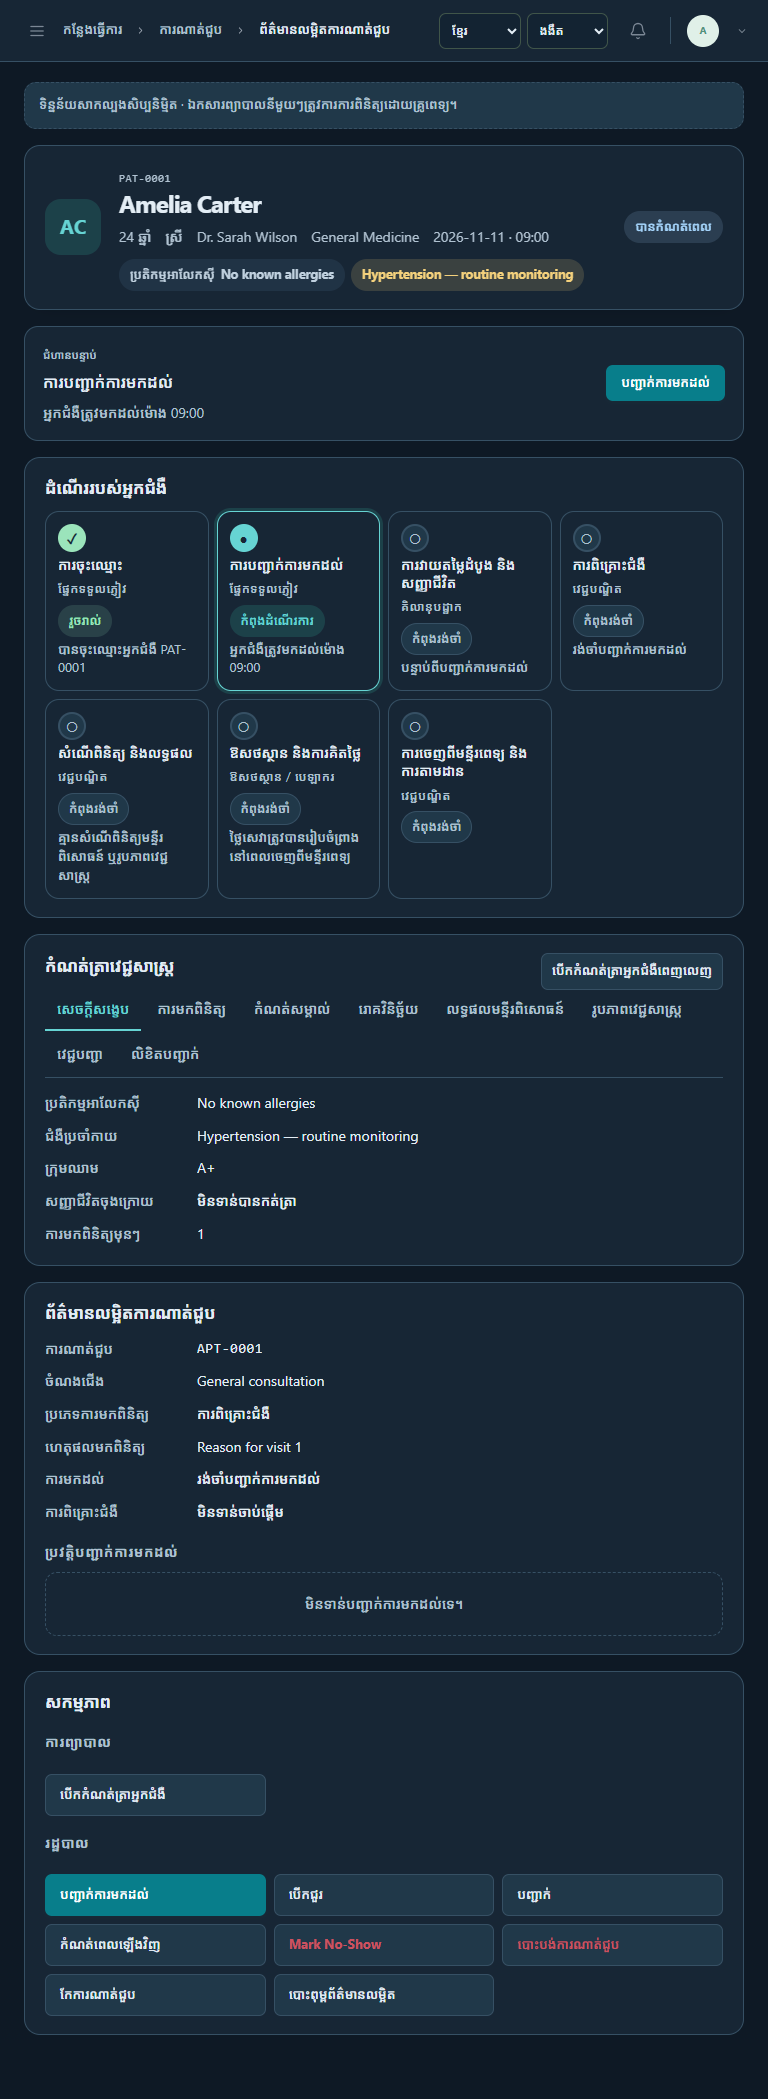 កន្លែងធ្វើការ › ការណាត់ជួប › ព័ត៌មានលម្អិតការណាត់ជួប ខ្មែរ ងងឹត A
ទិន្នន័យសាកល្បងសិប្បនិម្មិត · ឯកសារព្យាបាលនីមួយៗត្រូវការការពិនិត្យដោយគ្រូពេទ្យ។
PAT-0001
AC
Amelia Carter
24 ឆ្នាំ ស្រី Dr. Sarah Wilson General Medicine 2026-11-11 · 09:00
បានកំណត់ពេល
ប្រតិកម្មអាលែកស៊ី No known allergies Hypertension — routine monitoring
ជំហានបន្ទាប់
ការបញ្ជាក់ការមកដល់
បញ្ជាក់ការមកដល់
អ្នកជំងឺត្រូវមកដល់ម៉ោង 09:00
ដំណើររបស់អ្នកជំងឺ
ការចុះឈ្មោះ
ផ្នែកទទួលភ្ញៀវ
រួចរាល់
បានចុះឈ្មោះអ្នកជំងឺ PAT-
0001
ការបញ្ជាក់ការមកដល់
ផ្នែកទទួលភ្ញៀវ
កំពុងដំណើរការ
អ្នកជំងឺត្រូវមកដល់ម៉ោង
09:00
ការវាយតម្លៃដំបូង និង
សញ្ញាជីវិត
គិលានុបដ្ឋាក
កំពុងរង់ចាំ
បន្ទាប់ពីបញ្ជាក់ការមកដល់
ការពិគ្រោះជំងឺ
វេជ្ជបណ្ឌិត
កំពុងរង់ចាំ
រង់ចាំបញ្ជាក់ការមកដល់
សំណើពិនិត្យ និងលទ្ធផល
វេជ្ជបណ្ឌិត
កំពុងរង់ចាំ
គ្មានសំណើពិនិត្យមន្ទីរ
ពិសោធន៍ ឬរូបភាពវេជ្ជ
សាស្ត្រ
ឱសថស្ថាន និងការគិតថ្លៃ
ឱសថស្ថាន / បេឡាករ
កំពុងរង់ចាំ
ថ្លៃសេវាត្រូវបានរៀបចំព្រាង
នៅពេលចេញពីមន្ទីរពេទ្យ
ការចេញពីមន្ទីរពេទ្យ និង
ការតាមដាន
វេជ្ជបណ្ឌិត
កំពុងរង់ចាំ
កំណត់ត្រាវេជ្ជសាស្ត្រ
បើកកំណត់ត្រាអ្នកជំងឺពេញលេញ
សេចក្តីសង្ខេប ការមកពិនិត្យ កំណត់សម្គាល់ រោគវិនិច្ឆ័យ លទ្ធផលមន្ទីរពិសោធន៍ រូបភាពវេជ្ជសាស្ត្រ
វេជ្ជបញ្ជា លិខិតបញ្ជាក់
ប្រតិកម្មអាលែកស៊ី No known allergies
ជំងឺប្រចាំកាយ Hypertension — routine monitoring
ក្រុមឈាម A+
សញ្ញាជីវិតចុងក្រោយ មិនទាន់បានកត់ត្រា
ការមកពិនិត្យមុនៗ 1
ព័ត៌មានលម្អិតការណាត់ជួប
ការណាត់ជួប APT-0001
ចំណងជើង General consultation
ប្រភេទការមកពិនិត្យ ការពិគ្រោះជំងឺ
ហេតុផលមកពិនិត្យ Reason for visit 1
ការមកដល់ រង់ចាំបញ្ជាក់ការមកដល់
ការពិគ្រោះជំងឺ មិនទាន់ចាប់ផ្តើម
ប្រវត្តិបញ្ជាក់ការមកដល់
មិនទាន់បញ្ជាក់ការមកដល់ទេ។
សកម្មភាព
ការព្យាបាល
បើកកំណត់ត្រាអ្នកជំងឺ
រដ្ឋបាល
បញ្ជាក់ការមកដល់ បើកជួរ បញ្ជាក់
កំណត់ពេលឡើងវិញ Mark No-Show បោះបង់ការណាត់ជួប
កែការណាត់ជួប បោះពុម្ពព័ត៌មានលម្អិត